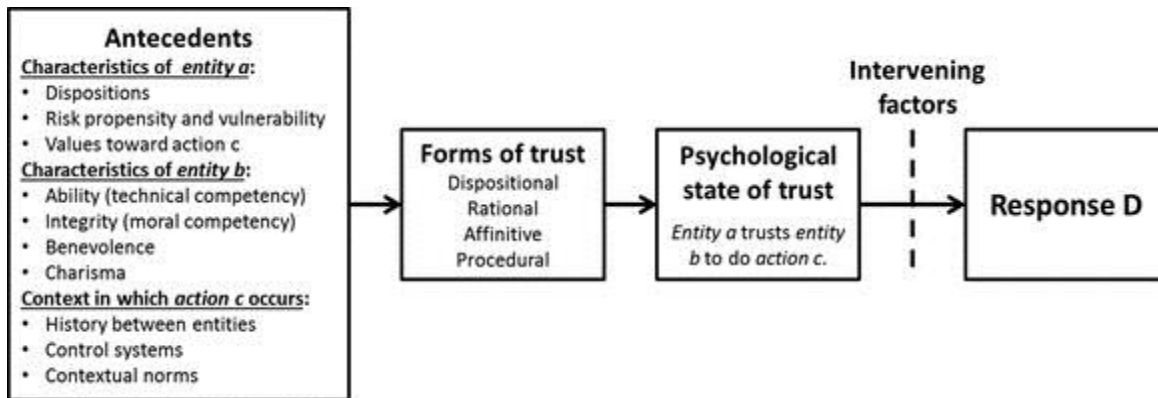 Antecedents
Characteristics of entity a:
• Dispositions
• Risk propensity and vulnerability
• Values toward action c
Characteristics of entity b:
• Ability (technical competency)
• Integrity (moral competency)
• Benevolence
• Charisma
Context in which action c occurs:
• History between entities
• Control systems
• Contextual norms
Forms of trust
Dispositional
Rational
Affinitive
Procedural
Psychological
state of trust
Entity a trusts entity
b to do action c.
Intervening
factors
Response D